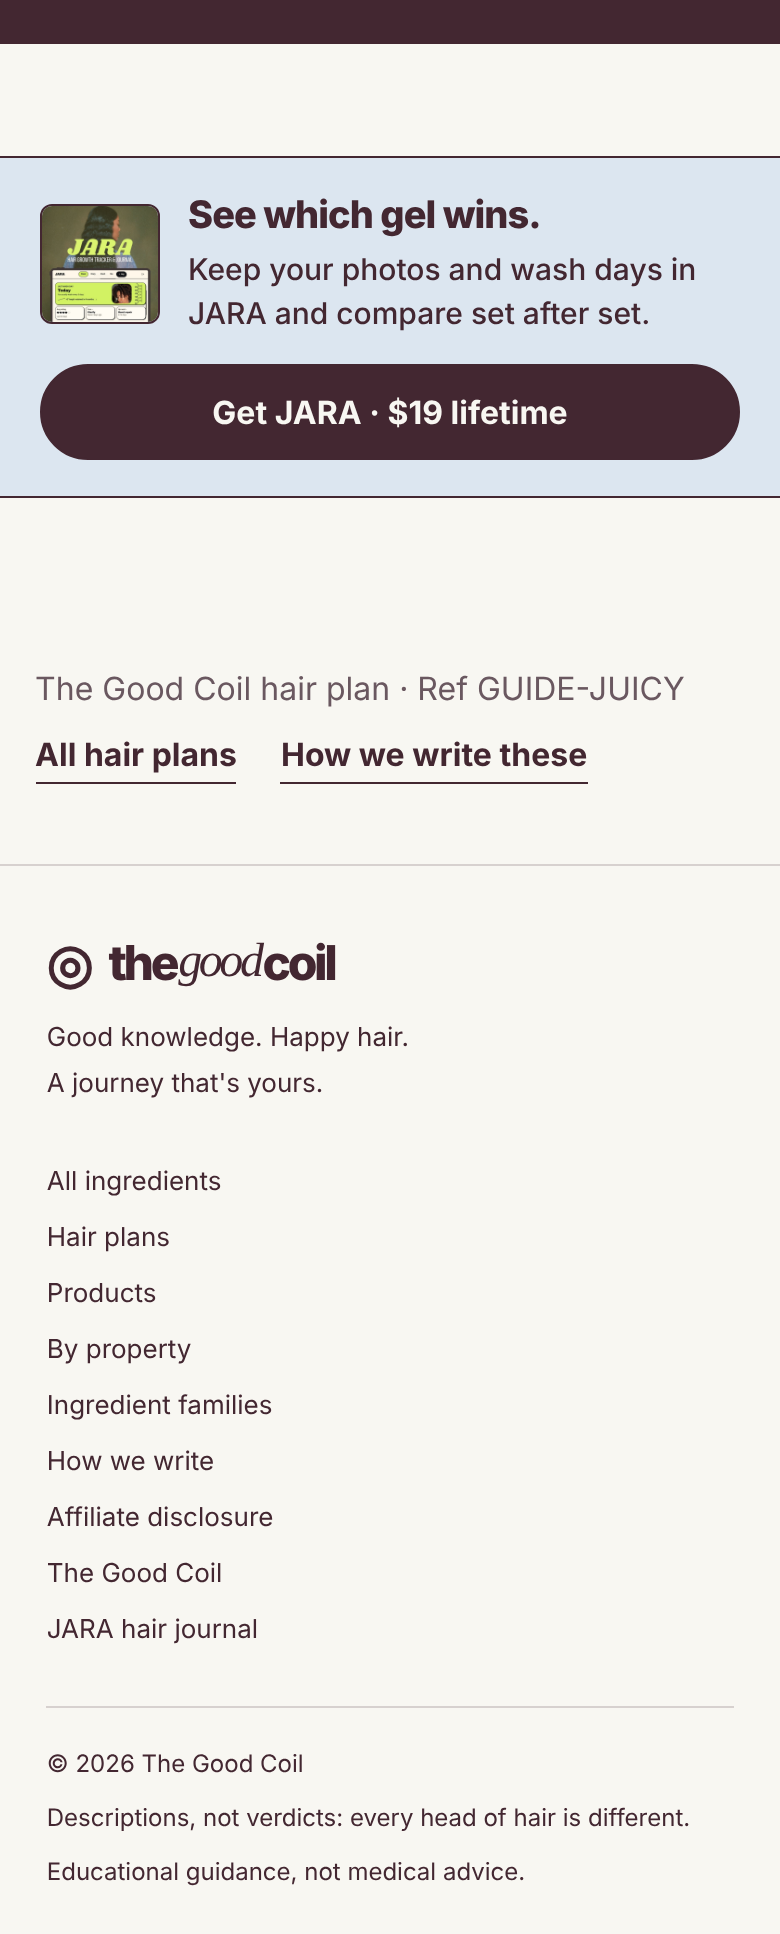 JARA
See which gel wins.
Keep your photos and wash days in
JARA and compare set after set.
Get JARA · $19 lifetime
The Good Coil hair plan · Ref GUIDE-JUICY
All hair plans How we write these
thegoodcoil
Good knowledge. Happy hair.
A journey that's yours.
All ingredients
Hair plans
Products
By property
Ingredient families
How we write
Affiliate disclosure
The Good Coil
JARA hair journal
© 2026 The Good Coil
Descriptions, not verdicts: every head of hair is different.
Educational guidance, not medical advice.